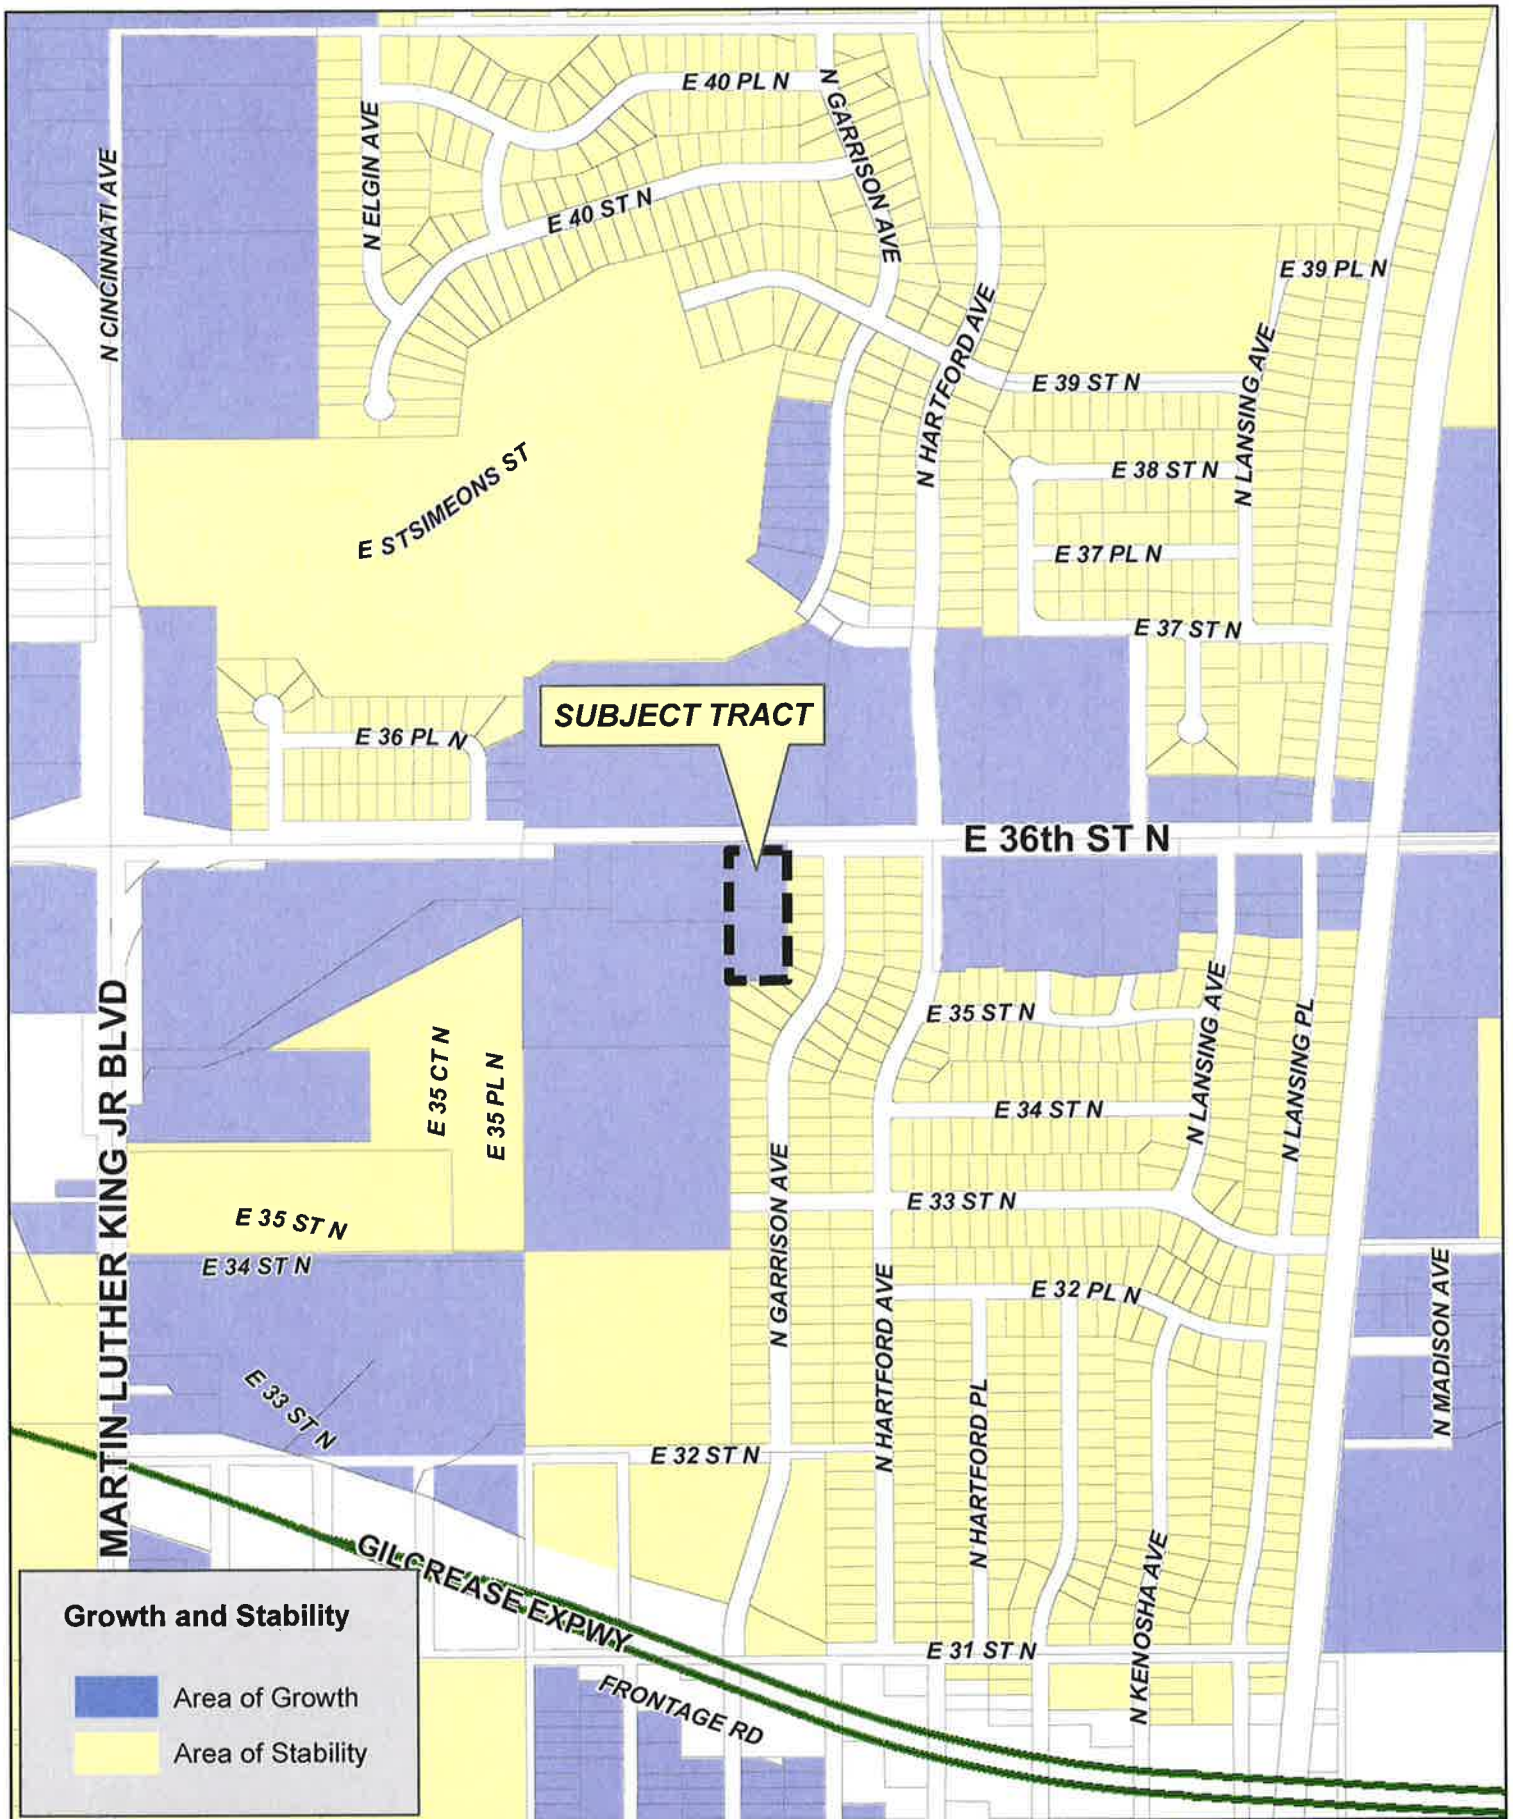 E 40 PL N
N GARRISON AVE
N ELGIN AVE
N CINCINNATI AVE
E 40 ST N
E 39 PL N
N HARTFORD AVE
N LANSING AVE
E 39 ST N
E 38 ST N
E STSIMEONS ST
E 37 PL N
E 37 ST N
SUBJECT TRACT
E 36 PL N
E 36th ST N
MARTIN LUTHER KING JR BLVD
E 35 CT N
E 35 PL N
E 35 ST N
N LANSING AVE
N LANSING PL
E 34 ST N
N GARRISON AVE
E 33 ST N
E 35 ST N
E 34 ST N
N HARTFORD AVE
E 32 PL N
N MADISON AVE
E 33 ST N
N HARTFORD PL
E 32 ST N
N KENOSHA AVE
GILCREASE EXPWY
E 31 ST N
FRONTAGE RD
Growth and Stability
Area of Growth
Area of Stability